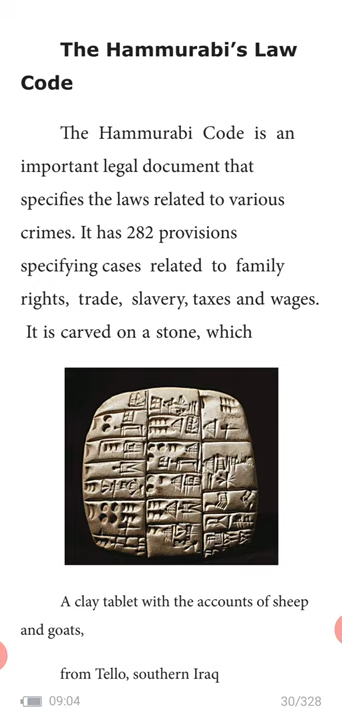 The Hammurabi's Law
Code
The Hammurabi Code is an
important legal document that
specifies the laws related to various
crimes. It has 282 provisions
specifying cases related to family
rights, trade, slavery, taxes and wages.
It is carved on a stone, which
A clay tablet with the accounts of sheep
and goats,
from Tello, southern Iraq
09:04
30/328